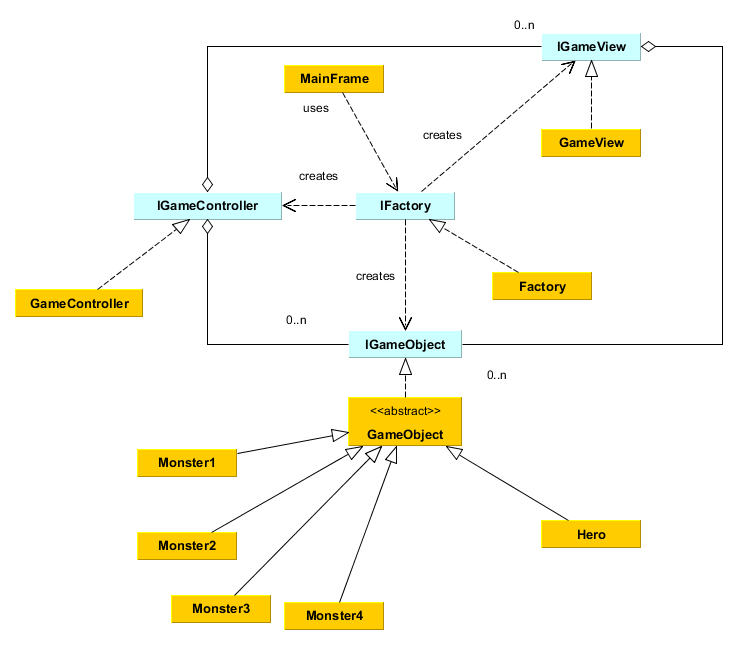 0..n
IGameView
MainFrame
uses
creates
GameView
creates
IGameController
IFactory
creates
Factory
GameController
0..n
IGameObject
0..n
<<abstract>>
GameObject
Monster1
Monster2
Hero
Monster3
Monster4